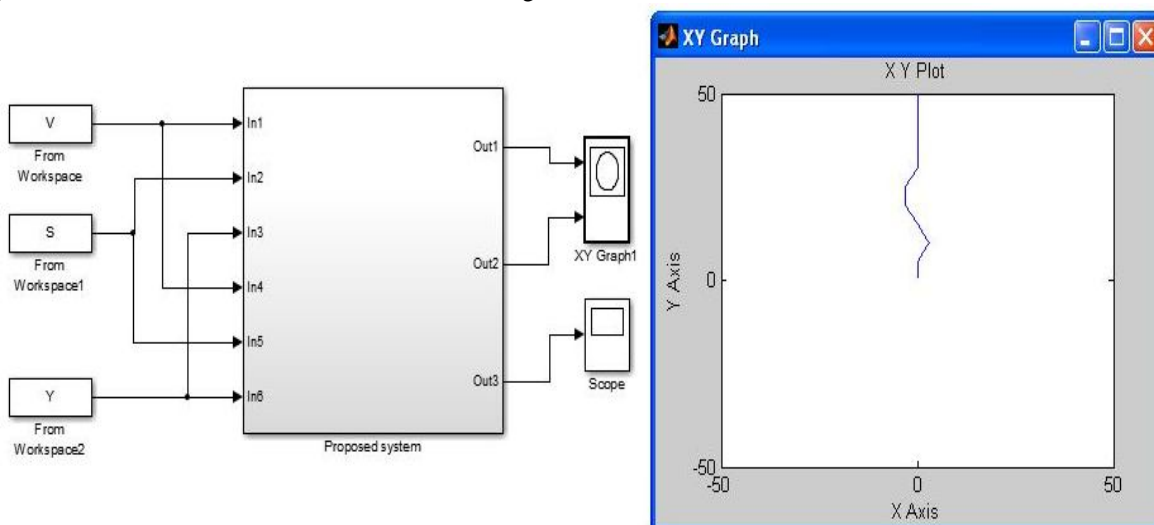 V
From
Workspace
S
From
Workspace1
Y
From
Workspace2
In1
In2
In3
In4
In5
In6
Out1
Out2
Out3
Proposed system
XY Graph1
Scope
XY Graph
X Y Plot
50
0
-50
Y Axis
-50
0
50
X Axis